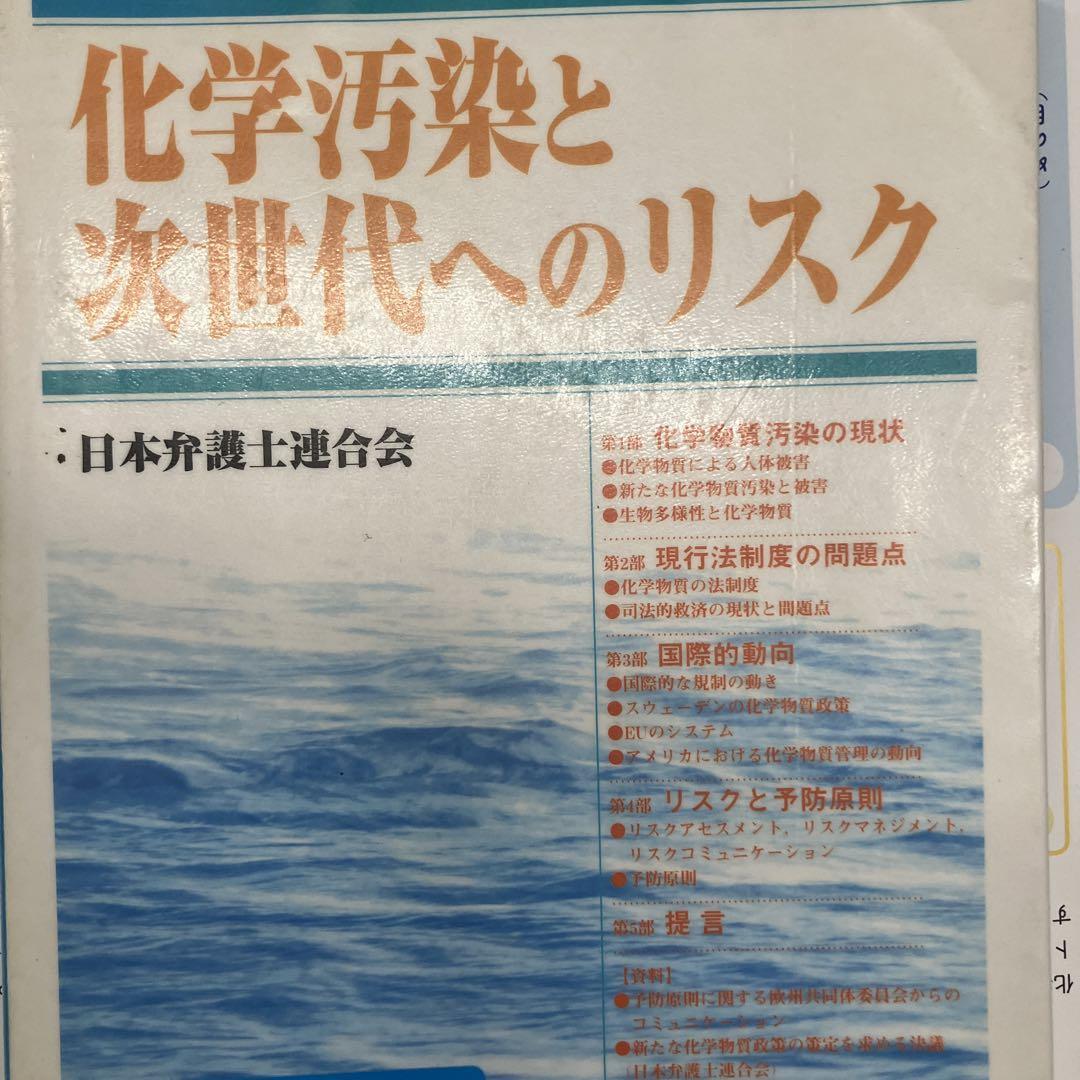 化学汚染と
次世代へのリスク
日本弁護士連合会
第1部 化学物質汚染の現状
●化学物質による人体被害
●新たな化学物質汚染と被害
●生物多様性と化学物質
第2部 現行法制度の問題点
●化学物質の法制度
●司法的救済の現状と問題点
第3部 国際的動向
●国際的な規制の動き
●スウェーデンの化学物質政策
●EUのシステム
●アメリカにおける化学物質管理の動向
第4部 リスクと予防原則
●リスクアセスメント，リスクマネジメント，
リスクコミュニケーション
●予防原則
第5部 提言
【資料】
●予防原則に関する欧州共同体委員会からの
コミュニケーション
●新たな化学物質政策の策定を求める決議
（日本弁護士連合会）